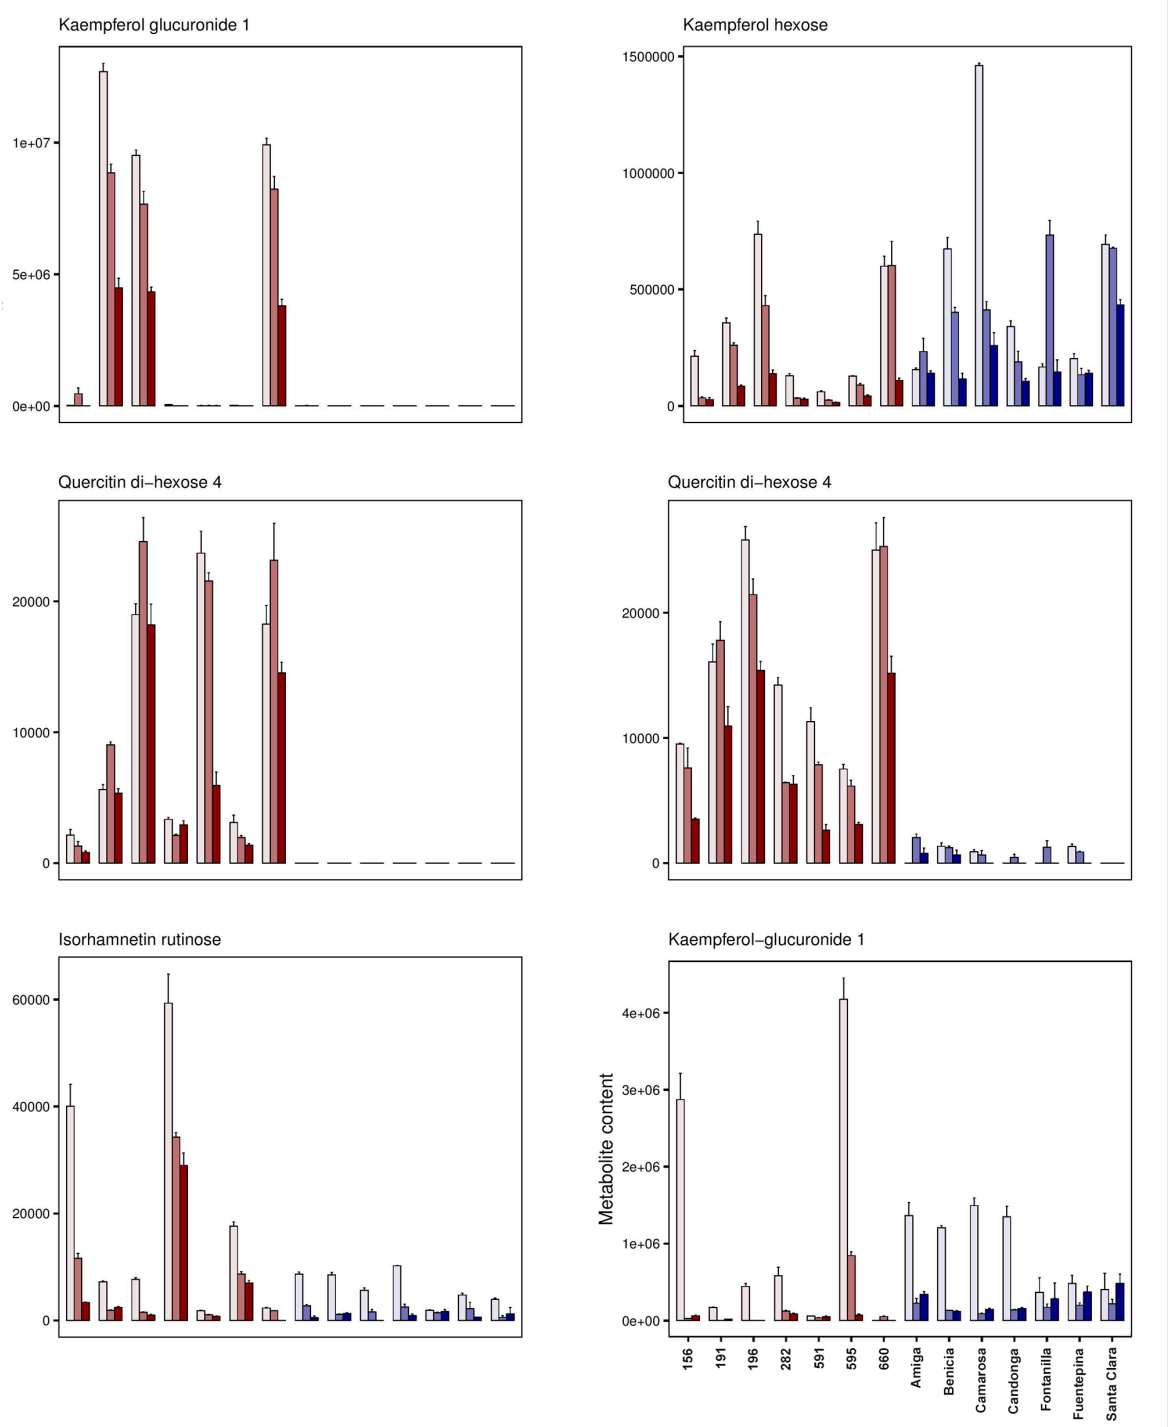 Kaempferol glucuronide 1
1e+07
5e+06
0e+00
Kaempferol hexose
1500000
1000000
500000
0
Quercitin di−hexose 4
20000
10000
0
Quercitin di−hexose 4
20000
10000
0
Isorhamnetin rutinose
60000
40000
20000
0
Kaempferol−glucuronide 1
Metabolite content
4e+06
3e+06
2e+06
1e+06
0e+00
156
191
196
282
591
595
660
Amiga
Benicia
Camarosa
Candonga
Fontanilla
Fuentepina
Santa Clara